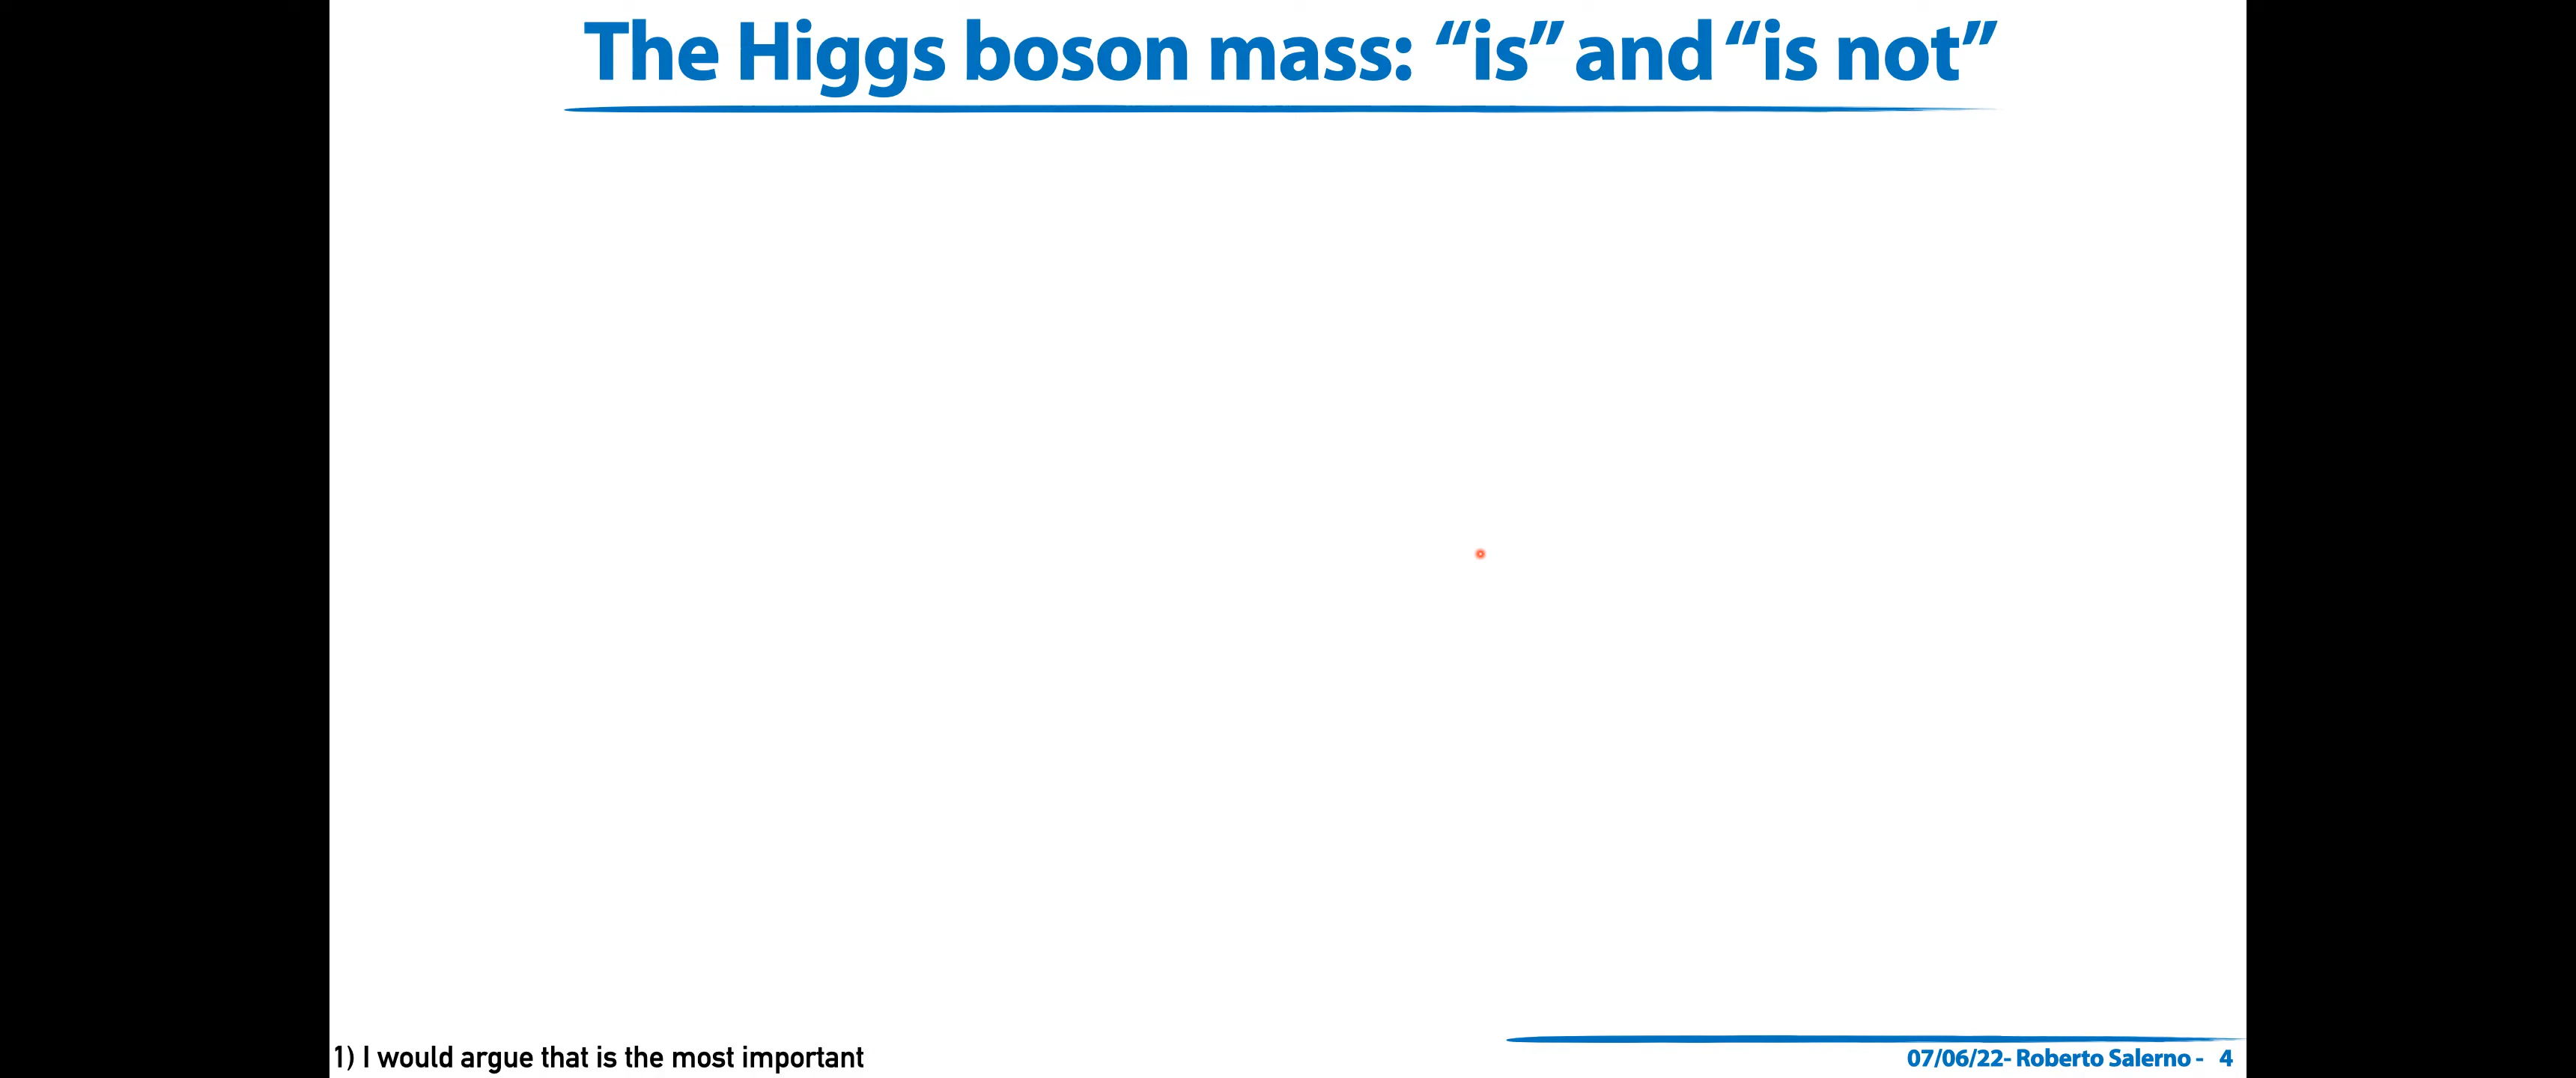 The Higgs boson mass: “is” and “is not”
1) I would argue that is the most important
07/06/22- Roberto Salerno - 4